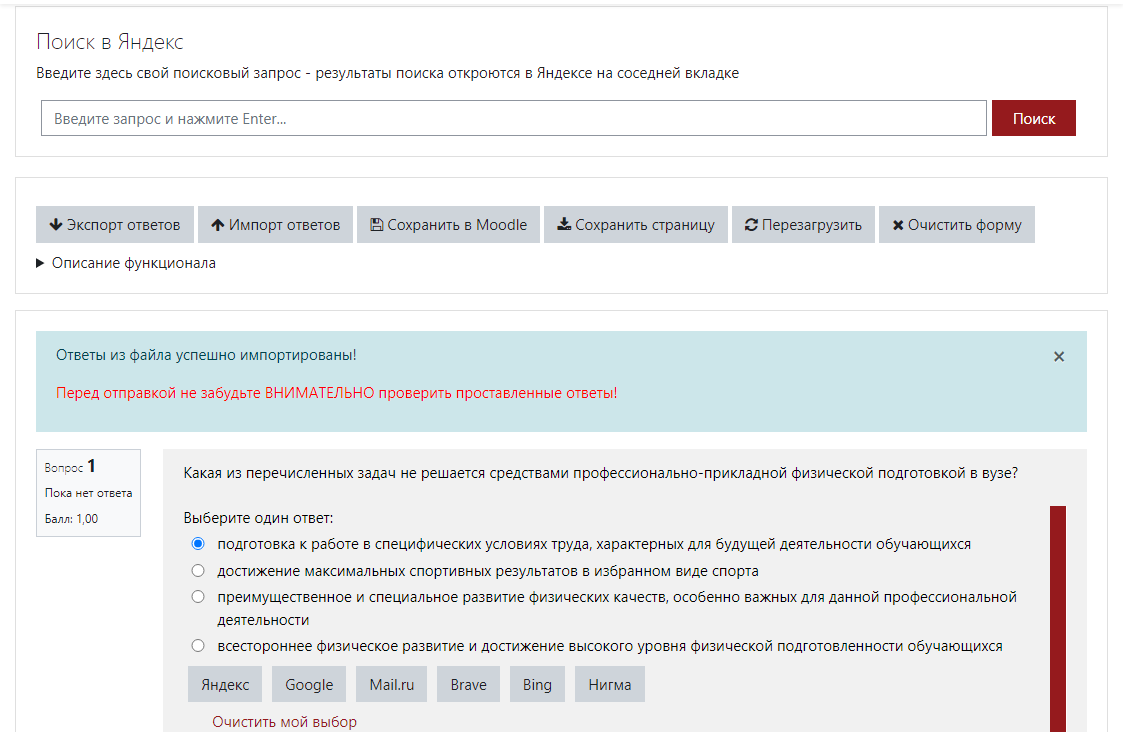 Поиск в Яндекс
Введите здесь свой поисковый запрос - результаты поиска откроются в Яндексе на соседней вкладке
Введите запрос и нажмите Enter...
Поиск
Экспорт ответов
Импорт ответов
Сохранить в Moodle
Сохранить страницу
Перезагрузить
Очистить форму
Описание функционала
Ответы из файла успешно импортированы!
Перед отправкой не забудьте ВНИМАТЕЛЬНО проверить проставленные ответы!
Вопрос 1
Пока нет ответа
Балл: 1,00
Какая из перечисленных задач не решается средствами профессионально-прикладной физической подготовкой в вузе?
Выберите один ответ:
подготовка к работе в специфических условиях труда, характерных для будущей деятельности обучающихся
достижение максимальных спортивных результатов в избранном виде спорта
преимущественное и специальное развитие физических качеств, особенно важных для данной профессиональной
деятельности
всестороннее физическое развитие и достижение высокого уровня физической подготовленности обучающихся
Яндекс
Google
Mail.ru
Brave
Bing
Нигма
Очистить мой выбор